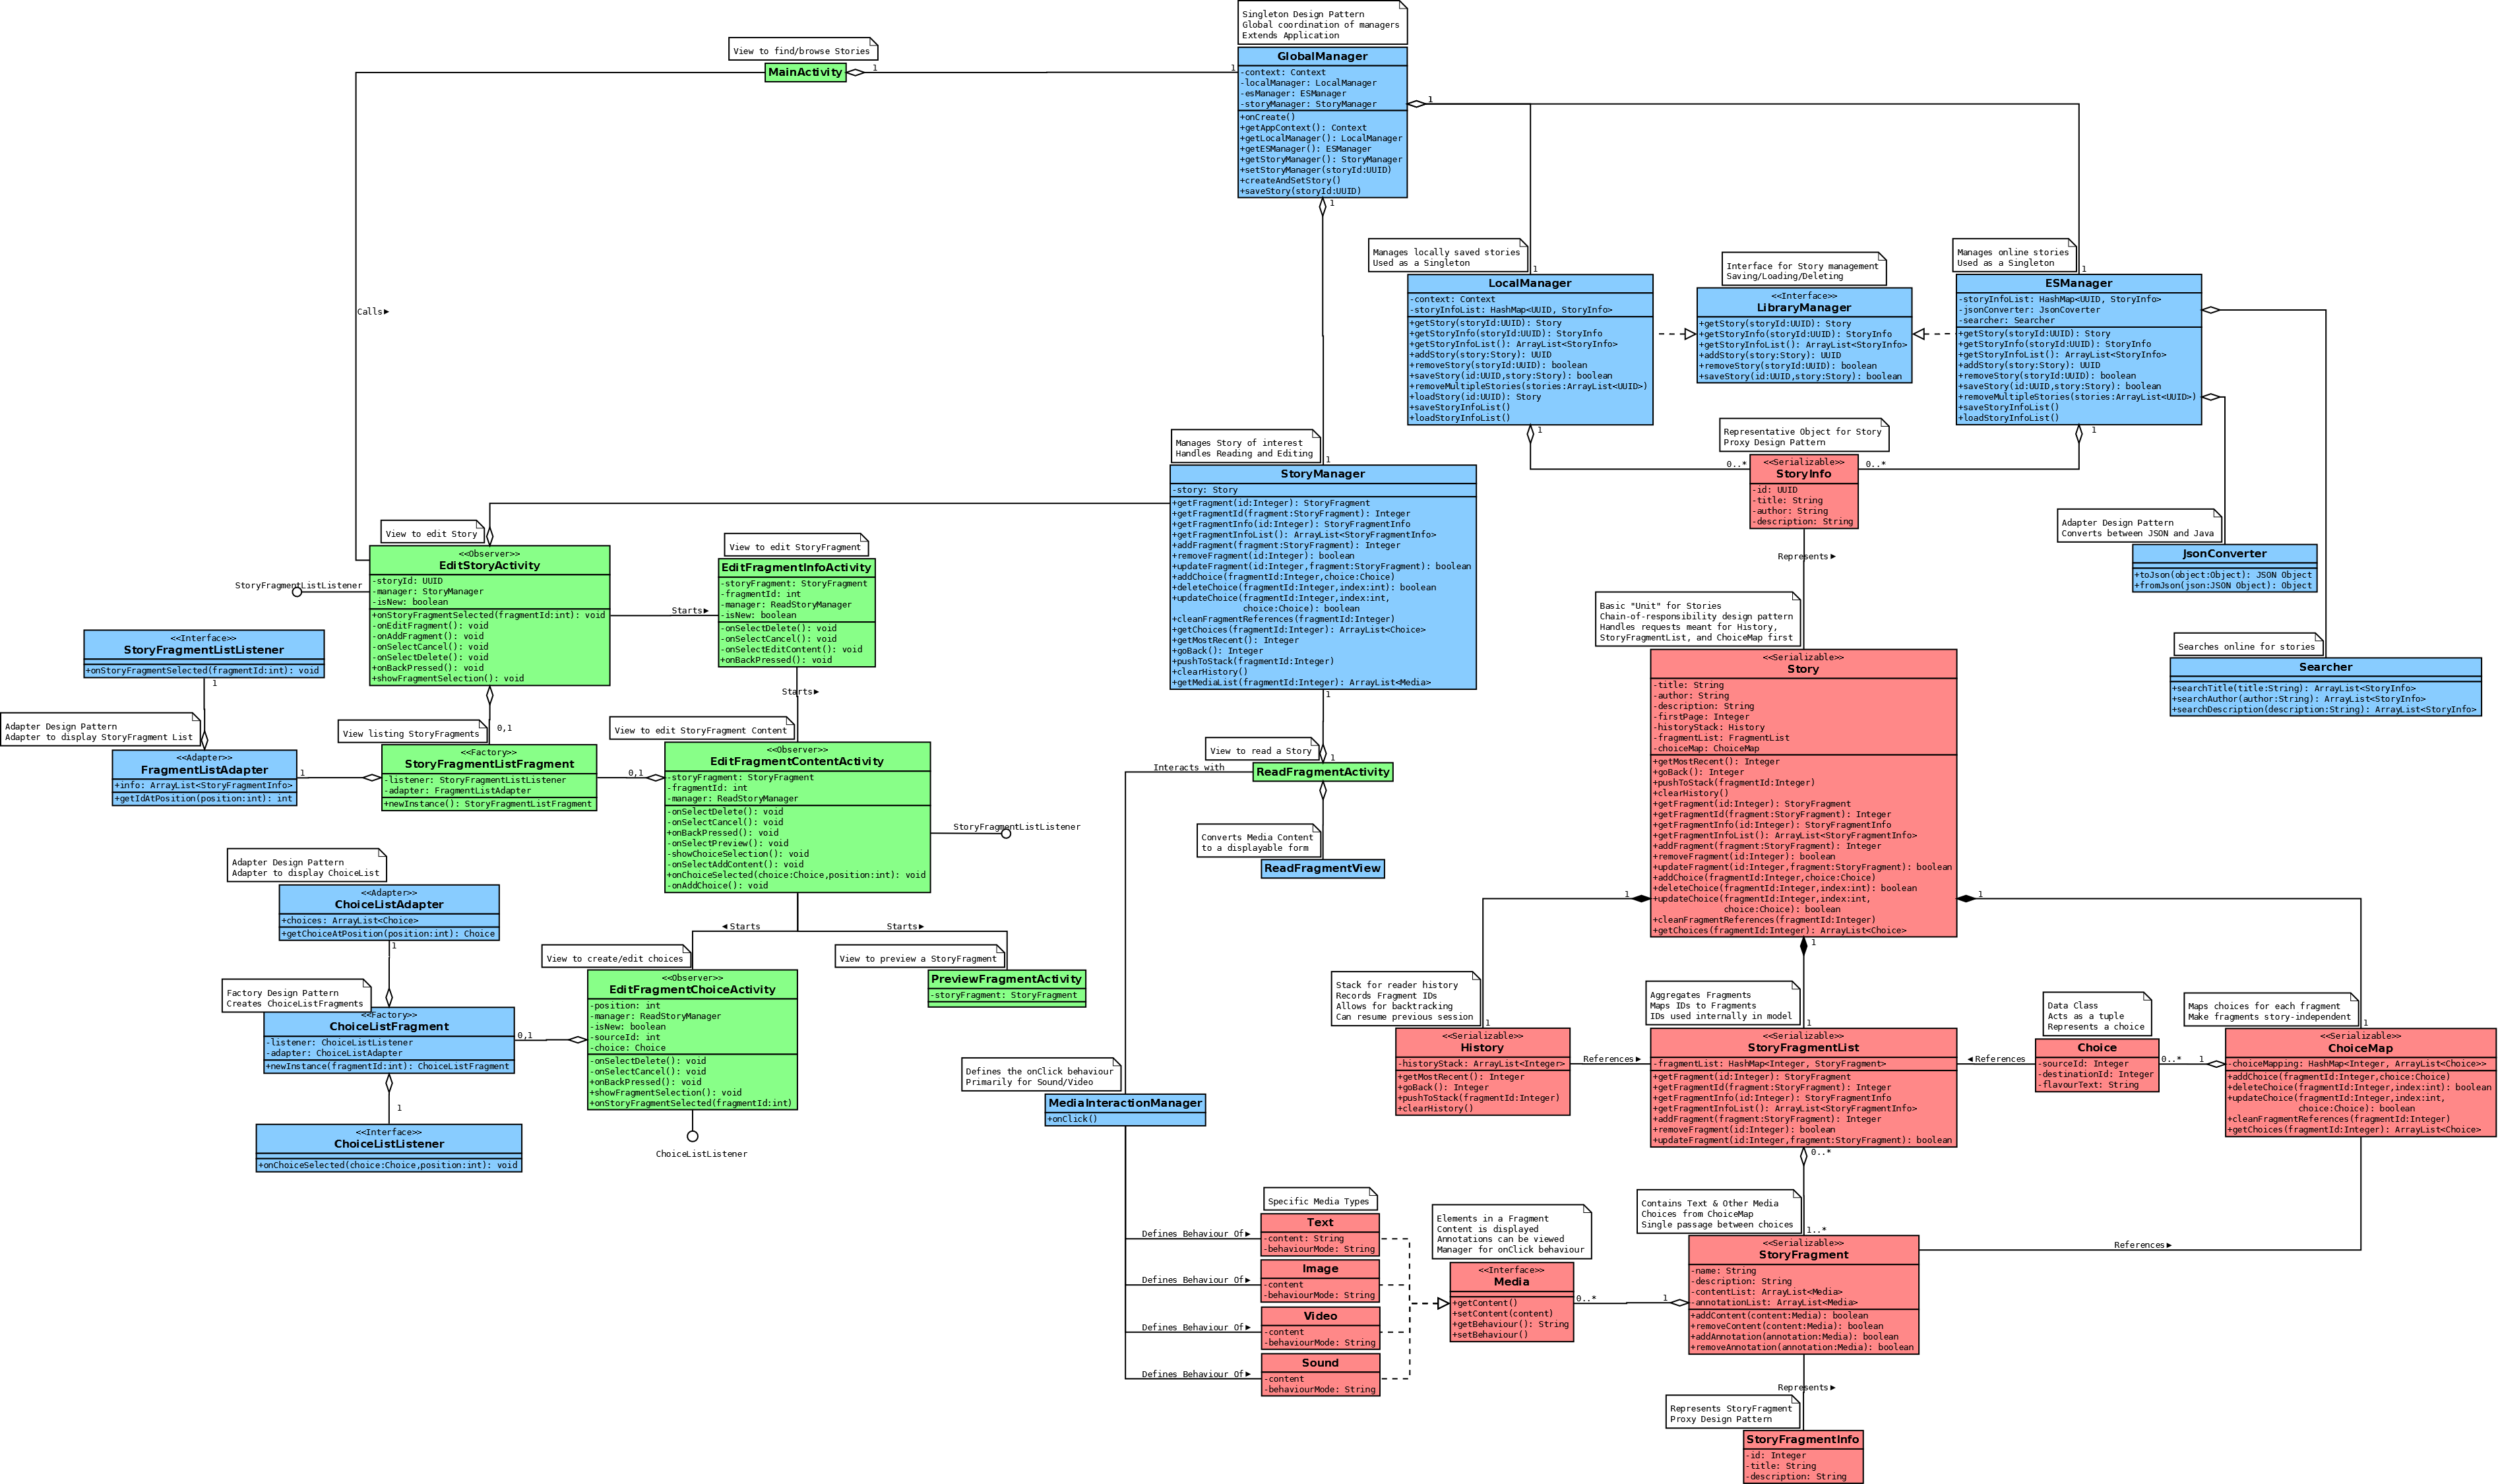 Singleton Design Pattern
Global coordination of managers
Extends Application
GlobalManager
-context: Context
-localManager: LocalManager
-esManager: ESManager
-storyManager: StoryManager
+onCreate()
+getAppContext(): Context
+getLocalManager(): LocalManager
+getESManager(): ESManager
+getStoryManager(): StoryManager
+setStoryManager(storyId:UUID)
+createAndSetStory()
+saveStory(storyId:UUID)
View to find/browse Stories
MainActivity
1
1
1
1
Calls►
Manages locally saved stories
Used as a Singleton
1
LocalManager
-context: Context
-storyInfoList: HashMap<UUID, StoryInfo>
+getStory(storyId:UUID): Story
+getStoryInfo(storyId:UUID): StoryInfo
+getStoryInfoList(): ArrayList<StoryInfo>
+addStory(story:Story): UUID
+removeStory(storyId:UUID): boolean
+saveStory(id:UUID,story:Story): boolean
+removeMultipleStories(stories:ArrayList<UUID>)
+loadStory(id:UUID): Story
+saveStoryInfoList()
+loadStoryInfoList()
1
Interface for Story management
Saving/Loading/Deleting
<<Interface>>
LibraryManager
+getStory(storyId:UUID): Story
+getStoryInfo(storyId:UUID): StoryInfo
+getStoryInfoList(): ArrayList<StoryInfo>
+addStory(story:Story): UUID
+removeStory(storyId:UUID): boolean
+saveStory(id:UUID,story:Story): boolean
Manages online stories
Used as a Singleton
1
ESManager
-storyInfoList: HashMap<UUID, StoryInfo>
-jsonConverter: JsonCoverter
-searcher: Searcher
+getStory(storyId:UUID): Story
+getStoryInfo(storyId:UUID): StoryInfo
+getStoryInfoList(): ArrayList<StoryInfo>
+addStory(story:Story): UUID
+removeStory(storyId:UUID): boolean
+saveStory(id:UUID,story:Story): boolean
+removeMultipleStories(stories:ArrayList<UUID>)
+saveStoryInfoList()
+loadStoryInfoList()
1
Representative Object for Story
Proxy Design Pattern
0..*
0..*
<<Serializable>>
StoryInfo
-id: UUID
-title: String
-author: String
-description: String
Represents►
Adapter Design Pattern
Converts between JSON and Java
JsonConverter
+toJson(object:Object): JSON Object
+fromJson(json:JSON Object): Object
Searches online for stories
Searcher
+searchTitle(title:String): ArrayList<StoryInfo>
+searchAuthor(author:String): ArrayList<StoryInfo>
+searchDescription(description:String): ArrayList<StoryInfo>
Manages Story of interest
Handles Reading and Editing
1
StoryManager
-story: Story
+getFragment(id:Integer): StoryFragment
+getFragmentId(fragment:StoryFragment): Integer
+getFragmentInfo(id:Integer): StoryFragmentInfo
+getFragmentInfoList(): ArrayList<StoryFragmentInfo>
+addFragment(fragment:StoryFragment): Integer
+removeFragment(id:Integer): boolean
+updateFragment(id:Integer,fragment:StoryFragment): boolean
+addChoice(fragmentId:Integer,choice:Choice)
+deleteChoice(fragmentId:Integer,index:int): boolean
+updateChoice(fragmentId:Integer,index:int,
choice:Choice): boolean
+cleanFragmentReferences(fragmentId:Integer)
+getChoices(fragmentId:Integer): ArrayList<Choice>
+getMostRecent(): Integer
+goBack(): Integer
+pushToStack(fragmentId:Integer)
+clearHistory()
+getMediaList(fragmentId:Integer): ArrayList<Media>
1
View to edit Story
<<Observer>>
EditStoryActivity
-storyId: UUID
-manager: StoryManager
-isNew: boolean
+onStoryFragmentSelected(fragmentId:int): void
-onEditFragment(): void
-onAddFragment(): void
-onSelectCancel(): void
-onSelectDelete(): void
+onBackPressed(): void
+showFragmentSelection(): void
StoryFragmentListListener
Starts►
View to edit StoryFragment
EditFragmentInfoActivity
-storyFragment: StoryFragment
-fragmentId: int
-manager: ReadStoryManager
-isNew: boolean
-onSelectDelete(): void
-onSelectCancel(): void
-onSelectEditContent(): void
+onBackPressed(): void
Starts►
<<Interface>>
StoryFragmentListListener
+onStoryFragmentSelected(fragmentId:int): void
1
Adapter Design Pattern
Adapter to display StoryFragment List
<<Adapter>>
FragmentListAdapter
+info: ArrayList<StoryFragmentInfo>
+getIdAtPosition(position:int): int
1
View listing StoryFragments
0,1
<<Factory>>
StoryFragmentListFragment
-listener: StoryFragmentListListener
-adapter: FragmentListAdapter
+newInstance(): StoryFragmentListFragment
0,1
View to edit StoryFragment Content
<<Observer>>
EditFragmentContentActivity
-storyFragment: StoryFragment
-fragmentId: int
-manager: ReadStoryManager
-onSelectDelete(): void
-onSelectCancel(): void
+onBackPressed(): void
-onSelectPreview(): void
-showChoiceSelection(): void
-onSelectAddContent(): void
+onChoiceSelected(choice:Choice,position:int): void
-onAddChoice(): void
StoryFragmentListListener
◄Starts
Starts►
View to read a Story
1
ReadFragmentActivity
Interacts with
Converts Media Content
to a displayable form
ReadFragmentView
Basic "Unit" for Stories
Chain-of-responsibility design pattern
Handles requests meant for History,
StoryFragmentList, and ChoiceMap first
<<Serializable>>
Story
-title: String
-author: String
-description: String
-firstPage: Integer
-historyStack: History
-fragmentList: FragmentList
-choiceMap: ChoiceMap
+getMostRecent(): Integer
+goBack(): Integer
+pushToStack(fragmentId:Integer)
+clearHistory()
+getFragment(id:Integer): StoryFragment
+getFragmentId(fragment:StoryFragment): Integer
+getFragmentInfo(id:Integer): StoryFragmentInfo
+getFragmentInfoList(): ArrayList<StoryFragmentInfo>
+addFragment(fragment:StoryFragment): Integer
+removeFragment(id:Integer): boolean
+updateFragment(id:Integer,fragment:StoryFragment): boolean
+addChoice(fragmentId:Integer,choice:Choice)
+deleteChoice(fragmentId:Integer,index:int): boolean
+updateChoice(fragmentId:Integer,index:int,
choice:Choice): boolean
+cleanFragmentReferences(fragmentId:Integer)
+getChoices(fragmentId:Integer): ArrayList<Choice>
1
1
1
Adapter Design Pattern
Adapter to display ChoiceList
<<Adapter>>
ChoiceListAdapter
+choices: ArrayList<Choice>
+getChoiceAtPosition(position:int): Choice
1
Factory Design Pattern
Creates ChoiceListFragments
<<Factory>>
ChoiceListFragment
-listener: ChoiceListListener
-adapter: ChoiceListAdapter
+newInstance(fragmentId:int): ChoiceListFragment
0,1
1
<<Interface>>
ChoiceListListener
+onChoiceSelected(choice:Choice,position:int): void
View to create/edit choices
<<Observer>>
EditFragmentChoiceActivity
-position: int
-manager: ReadStoryManager
-isNew: boolean
-sourceId: int
-choice: Choice
-onSelectDelete(): void
-onSelectCancel(): void
+onBackPressed(): void
+showFragmentSelection(): void
+onStoryFragmentSelected(fragmentId:int)
ChoiceListListener
View to preview a StoryFragment
PreviewFragmentActivity
-storyFragment: StoryFragment
Defines the onClick behaviour
Primarily for Sound/Video
MediaInteractionManager
+onClick()
Stack for reader history
Records Fragment IDs
Allows for backtracking
Can resume previous session
1
<<Serializable>>
History
-historyStack: ArrayList<Integer>
+getMostRecent(): Integer
+goBack(): Integer
+pushToStack(fragmentId:Integer)
+clearHistory()
References►
Aggregates Fragments
Maps IDs to Fragments
IDs used internally in model
1
<<Serializable>>
StoryFragmentList
-fragmentList: HashMap<Integer, StoryFragment>
+getFragment(id:Integer): StoryFragment
+getFragmentId(fragment:StoryFragment): Integer
+getFragmentInfo(id:Integer): StoryFragmentInfo
+getFragmentInfoList(): ArrayList<StoryFragmentInfo>
+addFragment(fragment:StoryFragment): Integer
+removeFragment(id:Integer): boolean
+updateFragment(id:Integer,fragment:StoryFragment): boolean
0..*
◄References
Data Class
Acts as a tuple
Represents a choice
Choice
-sourceId: Integer
-destinationId: Integer
-flavourText: String
0..*
1
Maps choices for each fragment
Make fragments story-independent
1
<<Serializable>>
ChoiceMap
-choiceMapping: HashMap<Integer, ArrayList<Choice>>
+addChoice(fragmentId:Integer,choice:Choice)
+deleteChoice(fragmentId:Integer,index:int): boolean
+updateChoice(fragmentId:Integer,index:int,
choice:Choice): boolean
+cleanFragmentReferences(fragmentId:Integer)
+getChoices(fragmentId:Integer): ArrayList<Choice>
Specific Media Types
Defines Behaviour Of►
Text
-content: String
-behaviourMode: String
Defines Behaviour Of►
Image
-content
-behaviourMode: String
Defines Behaviour Of►
Video
-content
-behaviourMode: String
Defines Behaviour Of►
Sound
-content
-behaviourMode: String
Elements in a Fragment
Content is displayed
Annotations can be viewed
Manager for onClick behaviour
<<Interface>>
Media
+getContent()
+setContent(content)
+getBehaviour(): String
+setBehaviour()
0..*
1
Contains Text & Other Media
Choices from ChoiceMap
Single passage between choices
1..*
<<Serializable>>
StoryFragment
-name: String
-description: String
-contentList: ArrayList<Media>
-annotationList: ArrayList<Media>
+addContent(content:Media): boolean
+removeContent(content:Media): boolean
+addAnnotation(annotation:Media): boolean
+removeAnnotation(annotation:Media): boolean
References►
Represents►
Represents StoryFragment
Proxy Design Pattern
StoryFragmentInfo
-id: Integer
-title: String
-description: String